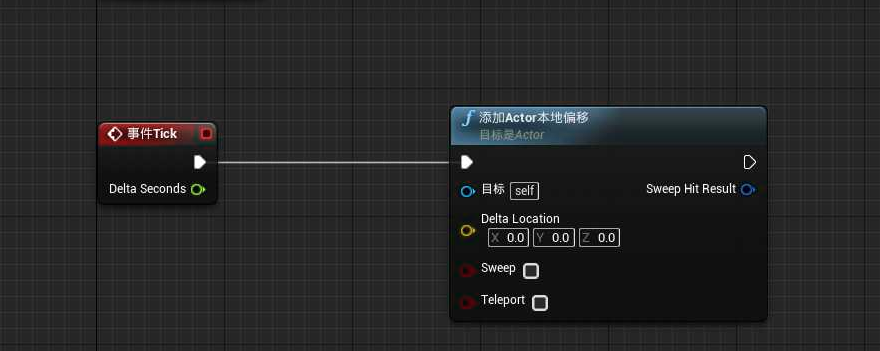 事件Tick
Delta Seconds
f 添加Actor本地偏移
目标是Actor
目标 self
Sweep Hit Result
Delta Location
X 0.0 Y 0.0 Z 0.0
Sweep
Teleport